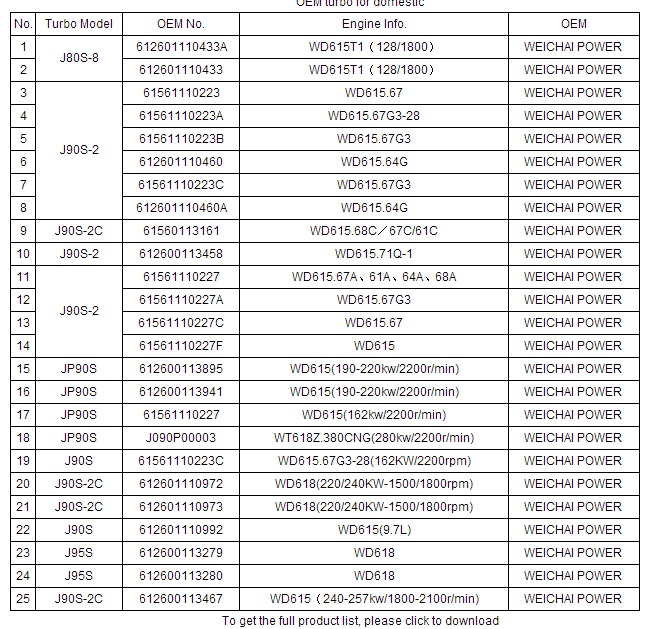 OEM turbo for domestic
No. Turbo Model OEM No. Engine Info. OEM
1 J80S-8 612601110433A WD615T1（128/1800） WEICHAI POWER
2 612601110433 WD615T1（128/1800） WEICHAI POWER
3 J90S-2 61561110223 WD615.67 WEICHAI POWER
4 61561110223A WD615.67G3-28 WEICHAI POWER
5 61561110223B WD615.67G3 WEICHAI POWER
6 612601110460 WD615.64G WEICHAI POWER
7 61561110223C WD615.67G3 WEICHAI POWER
8 612601110460A WD615.64G WEICHAI POWER
9 J90S-2C 61560113161 WD615.68C／67C/61C WEICHAI POWER
10 J90S-2 612600113458 WD615.71Q-1 WEICHAI POWER
11 J90S-2 61561110227 WD615.67A、61A、64A、68A WEICHAI POWER
12 61561110227A WD615.67G3 WEICHAI POWER
13 61561110227C WD615.67 WEICHAI POWER
14 61561110227F WD615 WEICHAI POWER
15 JP90S 612600113895 WD615(190-220kw/2200r/min) WEICHAI POWER
16 JP90S 612600113941 WD615(190-220kw/2200r/min) WEICHAI POWER
17 JP90S 61561110227 WD615(162kw/2200r/min) WEICHAI POWER
18 JP90S J090P00003 WT618Z.380CNG(280kw/2200r/min) WEICHAI POWER
19 J90S 61561110223C WD615.67G3-28(162KW/2200rpm) WEICHAI POWER
20 J90S-2C 612601110972 WD618(220/240KW-1500/1800rpm) WEICHAI POWER
21 J90S-2C 612601110973 WD618(220/240KW-1500/1800rpm) WEICHAI POWER
22 J90S 612601110992 WD615(9.7L) WEICHAI POWER
23 J95S 612600113279 WD618 WEICHAI POWER
24 J95S 612600113280 WD618 WEICHAI POWER
25 J90S-2C 612600113467 WD615（240-257kw/1800-2100r/min) WEICHAI POWER
To get the full product list, please click to download